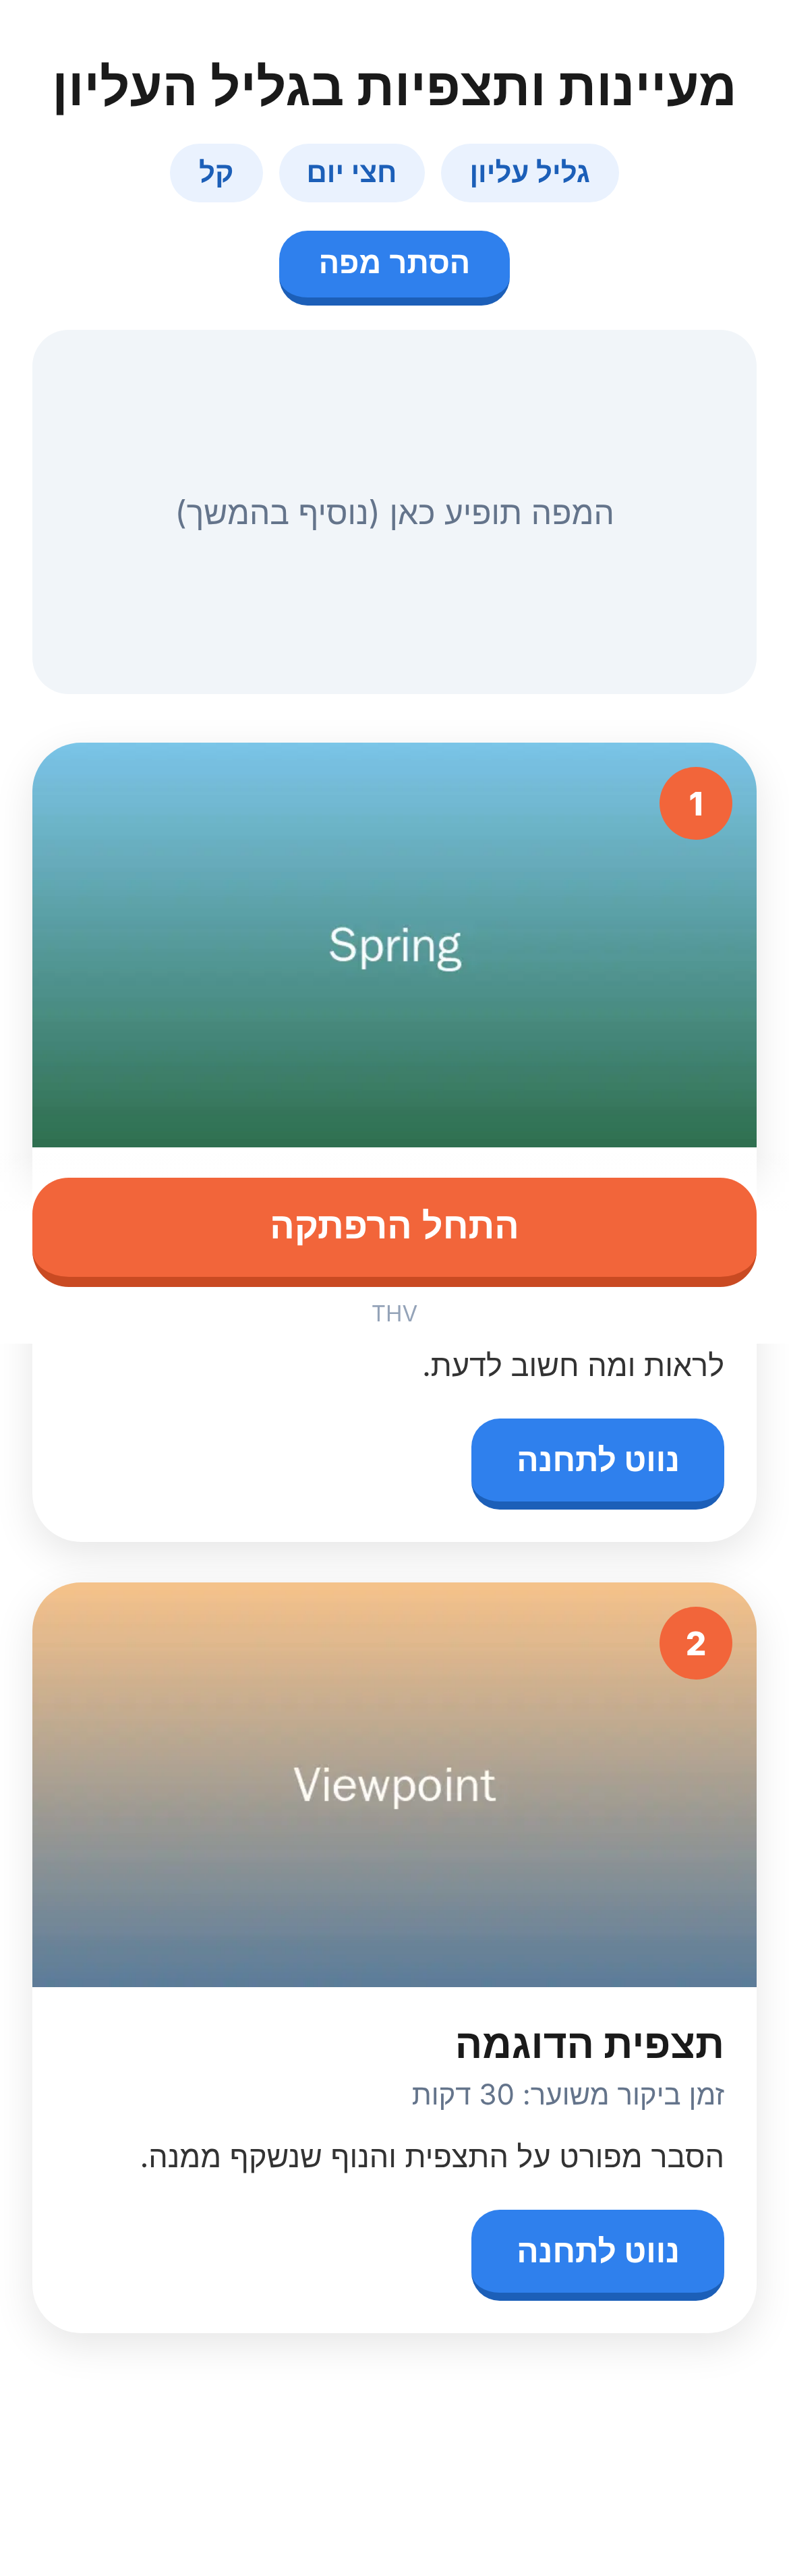 מעיינות ותצפיות בגליל העליון
גליל עליון חצי יום קל
הסתר מפה
המפה תופיע כאן (נוסיף בהמשך)
1
Spring
התחל הרפתקה
THV
לראות ומה חשוב לדעת.
נווט לתחנה
2
Viewpoint
תצפית הדוגמה
זמן ביקור משוער: 30 דקות
הסבר מפורט על התצפית והנוף שנשקף ממנה.
נווט לתחנה